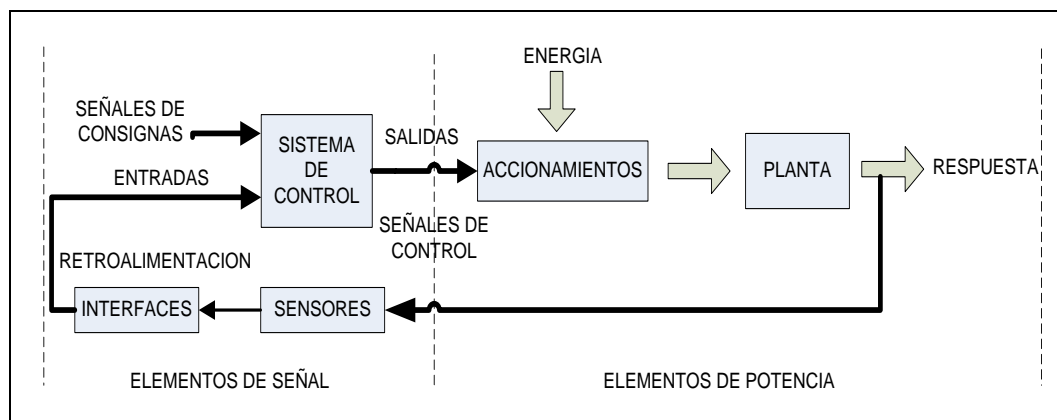 ENERGIA
SEÑALES DE
CONSIGNAS
SISTEMA
DE
CONTROL
SALIDAS
ACCIONAMIENTOS
PLANTA
RESPUESTA
ENTRADAS
SEÑALES DE
CONTROL
RETROALIMENTACION
INTERFACES
SENSORES
ELEMENTOS DE SEÑAL
ELEMENTOS DE POTENCIA